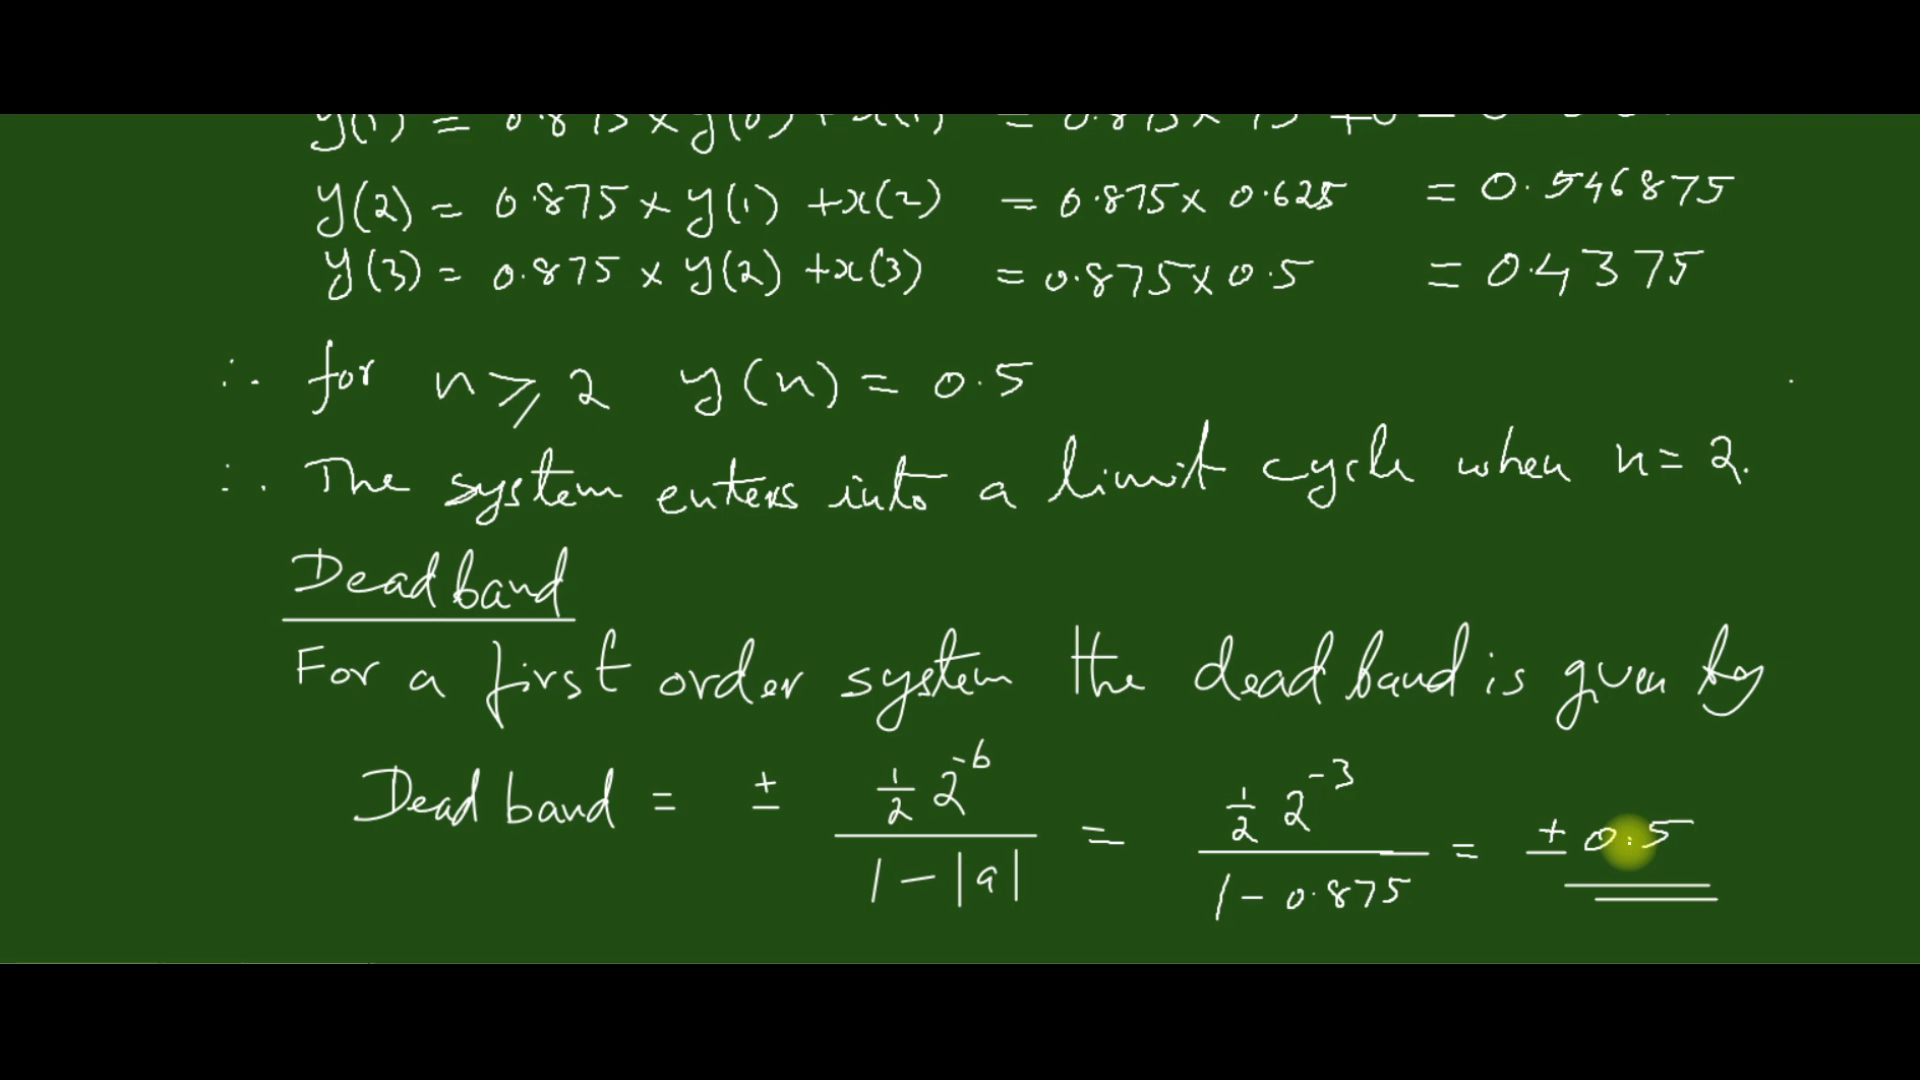 y(2) = 0.875 × y(1) + x(2) = 0.875 × 0.625 = 0.546875
y(3) = 0.875 × y(2) + x(3) = 0.875 × 0.5 = 0.4375
∴ for n ⩾ 2 y(n) = 0.5
∴ The system enters into a limit cycle when n = 2.
Dead band
For a first order system the dead band is given by
Dead band = ± (1/2 2^-b) / (1 - |a|) = (1/2 2^-3) / (1 - 0.875) = ± 0.5